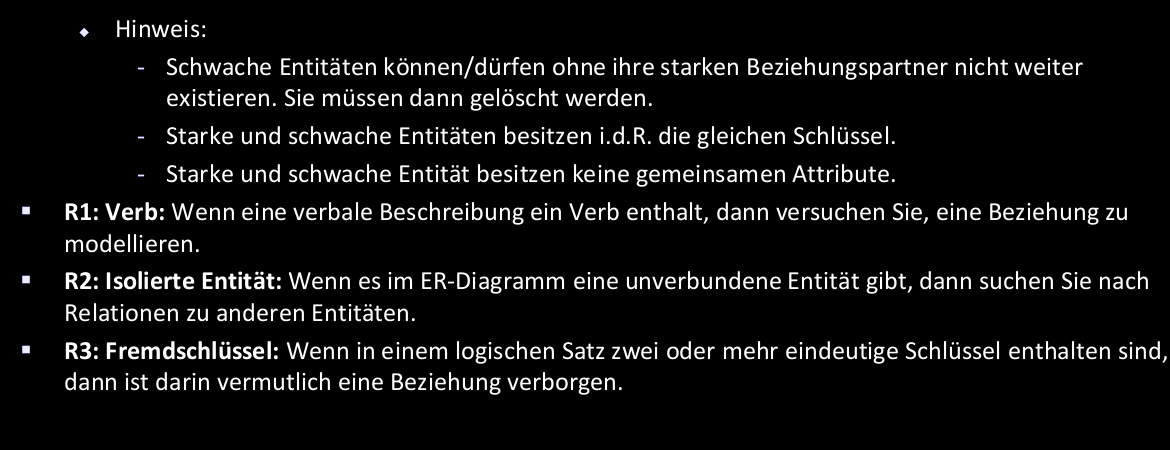 ◆ Hinweis:
- Schwache Entitäten können/dürfen ohne ihre starken Beziehungspartner nicht weiter
existieren. Sie müssen dann gelöscht werden.
- Starke und schwache Entitäten besitzen i.d.R. die gleichen Schlüssel.
- Starke und schwache Entität besitzen keine gemeinsamen Attribute.
▪ R1: Verb: Wenn eine verbale Beschreibung ein Verb enthalt, dann versuchen Sie, eine Beziehung zu
modellieren.
▪ R2: Isolierte Entität: Wenn es im ER-Diagramm eine unverbundene Entität gibt, dann suchen Sie nach
Relationen zu anderen Entitäten.
▪ R3: Fremdschlüssel: Wenn in einem logischen Satz zwei oder mehr eindeutige Schlüssel enthalten sind,
dann ist darin vermutlich eine Beziehung verborgen.